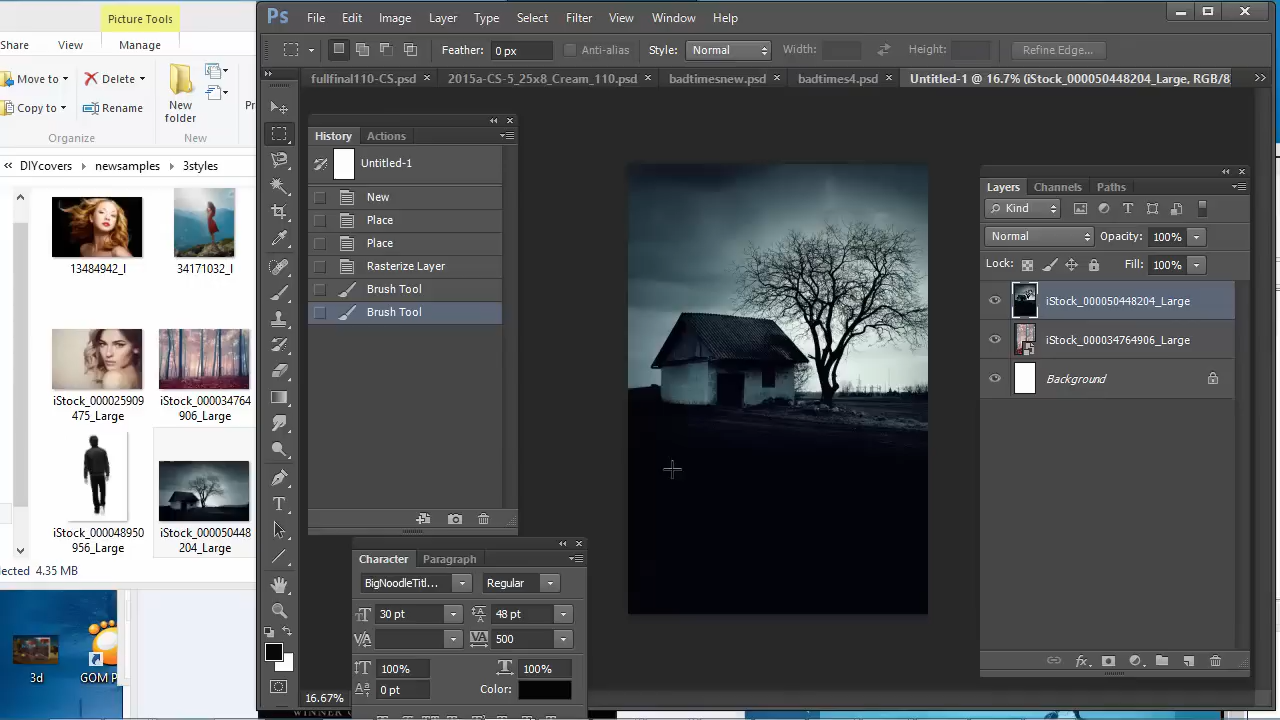 Picture Tools
Share View Manage
Move to Delete
Copy to Rename
New folder
Organize New
DIYcovers newsamples 3styles
13484942_l
34171032_l
iStock_000025909
475_Large
iStock_000034764
906_Large
iStock_000048950
956_Large
iStock_000050448
204_Large
4.35 MB
3d
GOM P
Ps File Edit Image Layer Type Select Filter View Window Help
Feather: 0 px Anti-alias Style: Normal Width: Height: Refine Edge...
fullfinal110-CS.psd × 2015a-CS-5_25x8_Cream_110.psd × badtimesnew.psd × badtimes4.psd × Untitled-1 @ 16.7% (iStock_000050448204_Large, RGB/8
History Actions
Untitled-1
New
Place
Place
Rasterize Layer
Brush Tool
Brush Tool
Character Paragraph
BigNoodleTitl... Regular
30 pt 48 pt
500
100% 100%
0 pt Color:
16.67%
Layers Channels Paths
Kind
Normal Opacity: 100%
Lock: Fill: 100%
iStock_000050448204_Large
iStock_000034764906_Large
Background
fx